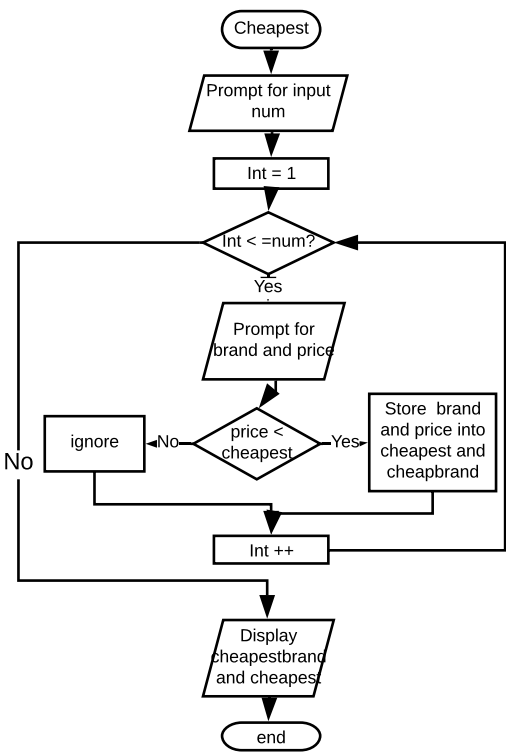 Cheapest
Prompt for input
num
Int = 1
Int < =num?
Yes
Prompt for
brand and price
price <
cheapest
No
Yes
ignore
Store  brand
and price into
cheapest and
cheapbrand
No
Int ++
Display
cheapestbrand
and cheapest
end